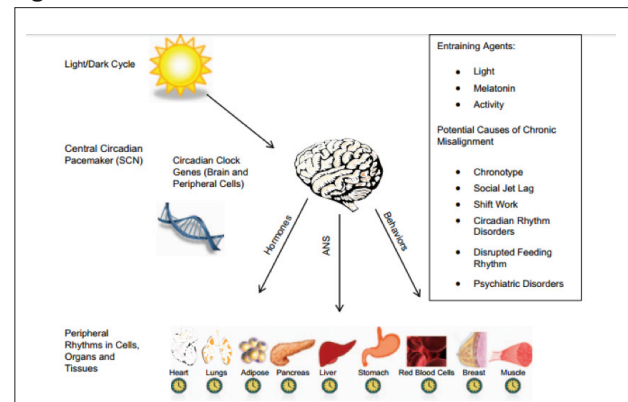 Light/Dark Cycle
Central Circadian
Pacemaker (SCN)
Circadian Clock
Genes (Brain and
Peripheral Cells)
Hormones
ANS
Behaviors
Peripheral
Rhythms in Cells,
Organs and
Tissues
Heart Lungs Adipose Pancreas Liver Stomach Red Blood Cells Breast Muscle
Entraining Agents:
• Light
• Melatonin
• Activity
Potential Causes of Chronic
Misalignment
• Chronotype
• Social Jet Lag
• Shift Work
• Circadian Rhythm
Disorders
• Disrupted Feeding
Rhythm
• Psychiatric Disorders